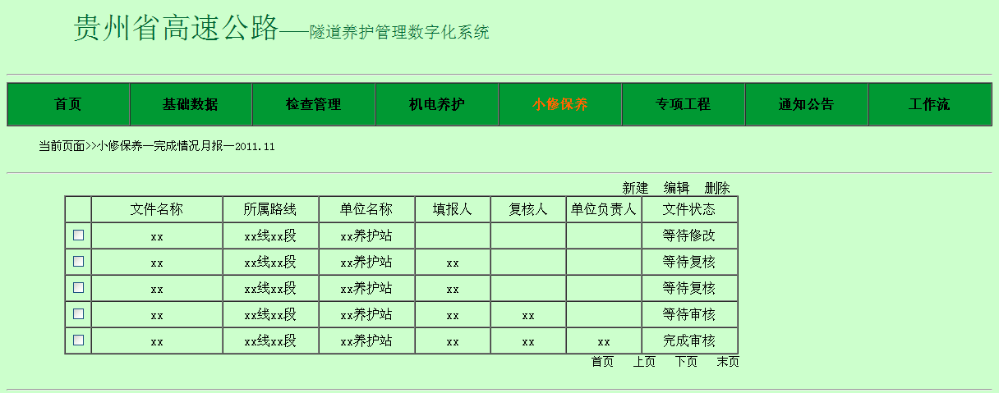 贵州省高速公路——隧道养护管理数字化系统
首页 基础数据 检查管理 机电养护 小修保养 专项工程 通知公告 工作流
当前页面>>小修保养—完成情况月报—2011.11
新建 编辑 删除
文件名称 所属路线 单位名称 填报人 复核人 单位负责人 文件状态
xx xx线xx段 xx养护站 等待修改
xx xx线xx段 xx养护站 xx 等待复核
xx xx线xx段 xx养护站 xx 等待复核
xx xx线xx段 xx养护站 xx xx 等待审核
xx xx线xx段 xx养护站 xx xx xx 完成审核
首页 上页 下页 末页